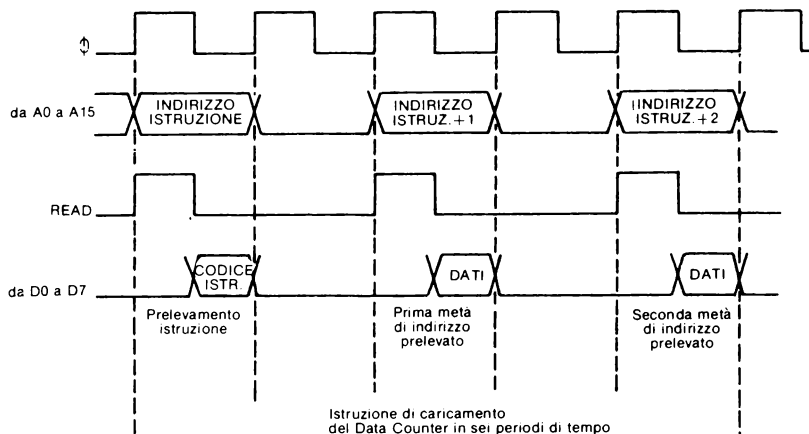 Φ
da A0 a A15
INDIRIZZO
ISTRUZIONE
INDIRIZZO
ISTRUZ.+1
INDIRIZZO
ISTRUZ.+2
READ
da D0 a D7
CODICE
ISTR.
DATI
DATI
Prelevamento
istruzione
Prima metà
di indirizzo
prelevato
Seconda metà
di indirizzo
prelevato
Istruzione di caricamento
del Data Counter in sei periodi di tempo